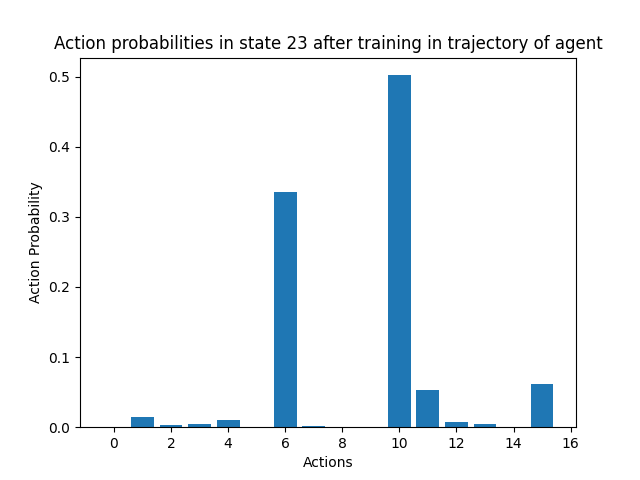 Action probabilities in state 23 after training in trajectory of agent
Action Probability
0.5
0.4
0.3
0.2
0.1
0.0
0 2 4 6 8 10 12 14 16
Actions